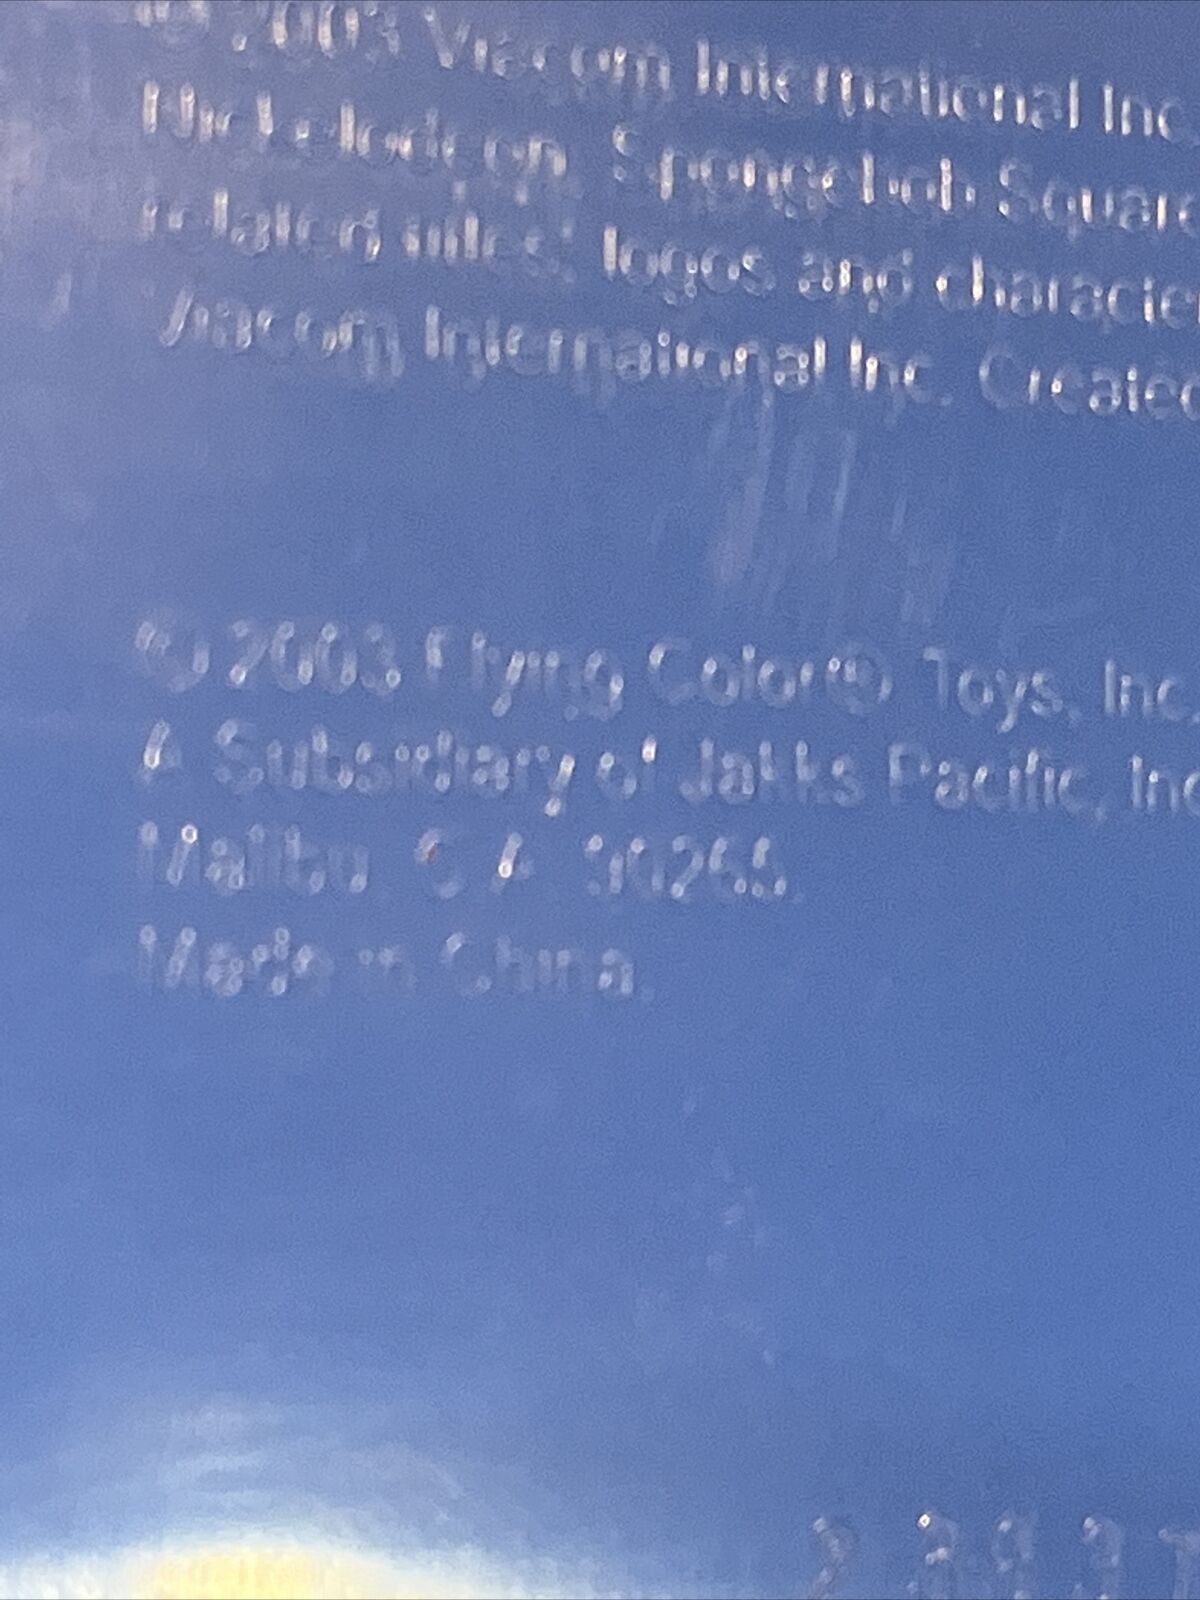 © 2003 Viacom International Inc
Nickelodeon, Spongebob Square
related titles, logos and characte
Viacom International Inc. Created
© 2003 Flying Color® Toys, Inc.
A Subsidiary of Jakks Pacific, Inc
Malibu, CA 90265.
Made in China.